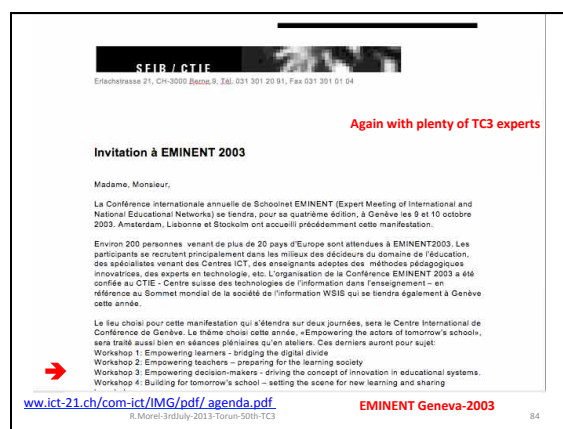 SFIB / CTIE
Erlachstrasse 21, CH-3000 Berne 9, Tél. 031 301 20 91, Fax 031 301 01 04
Again with plenty of TC3 experts
Invitation à EMINENT 2003
Madame, Monsieur,
La Conférence internationale annuelle de Schoolnet EMINENT (Expert Meeting of International and
National Educational Networks) se tiendra, pour sa quatrième édition, à Genève les 9 et 10 octobre
2003. Amsterdam, Lisbonne et Stockolm ont accueilli précédemment cette manifestation.
Environ 200 personnes venant de plus de 20 pays d'Europe sont attendues à EMINENT2003. Les
participants se recrutent principalement dans les milieux des décideurs du domaine de l'éducation,
des spécialistes venant des Centres ICT, des enseignants adeptes des méthodes pédagogiques
innovatrices, des experts en technologie, etc. L'organisation de la Conférence EMINENT 2003 a été
confiée au CTIE - Centre suisse des technologies de l'information dans l'enseignement – en
référence au Sommet mondial de la société de l'information WSIS qui se tiendra également à Genève
cette année.
Le lieu choisi pour cette manifestation qui s'étendra sur deux journées, sera le Centre International de
Conférence de Genève. Le thème choisi cette année, «Empowering the actors of tomorrow's school»,
sera traité aussi bien en séances plénières qu'en ateliers. Ces derniers auront pour sujet:
Workshop 1: Empowering learners - bridging the digital divide
Workshop 2: Empowering teachers – preparing for the learning society
Workshop 3: Empowering decision-makers - driving the concept of innovation in educational systems.
Workshop 4: Building for tomorrow's school – setting the scene for new learning and sharing
ww.ict-21.ch/com-ict/IMG/pdf/ agenda.pdf
EMINENT Geneva-2003
R.Morel-3rdJuly-2013-Torun-50th-TC3
84